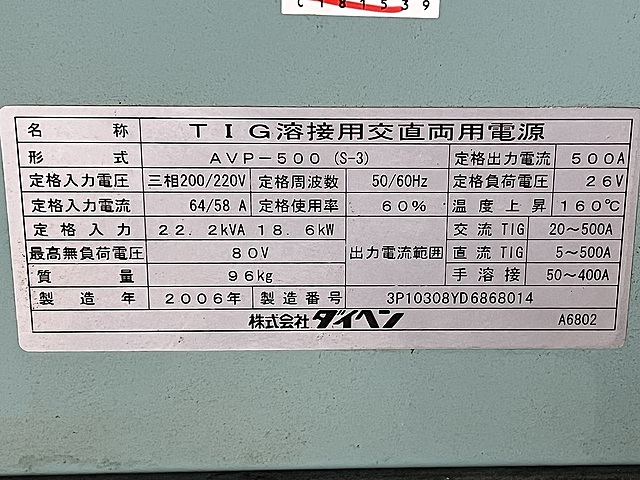 C181539
名称 TIG溶接用交直両用電源
形式 AVP-500 (S-3) 定格出力電流 500A
定格入力電圧 三相200/220V 定格周波数 50/60Hz 定格負荷電圧 26V
定格入力電流 64/58 A 定格使用率 60% 温度上昇 160℃
定格入力 22.2kVA 18.6kW 出力電流範囲 交流TIG 20~500A
最高無負荷電圧 80V 直流TIG 5~500A
質量 96kg 手溶接 50~400A
製造年 2006年 製造番号 3P10308YD6868014
株式会社ダイヘン A6802